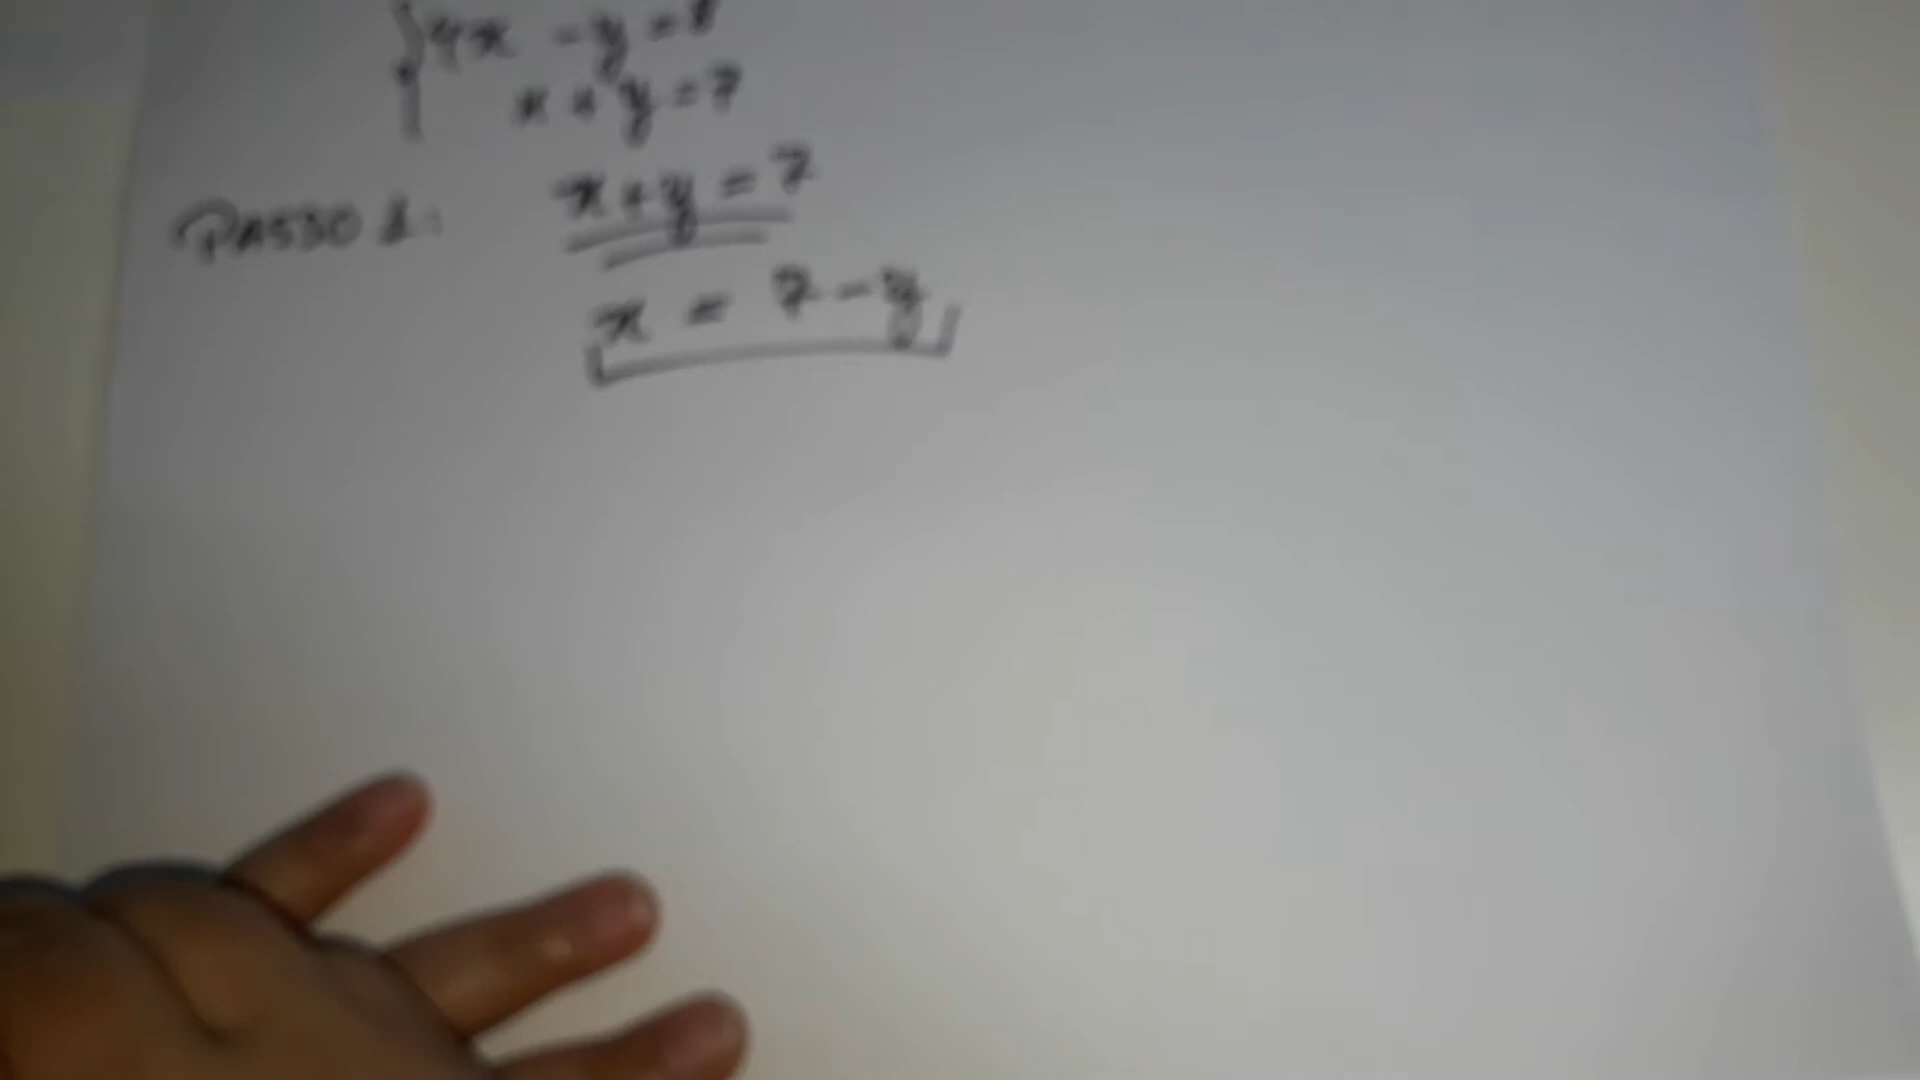 4x - y = 8
x + y = 7
PASSO 1: x + y = 7
x = 7 - y